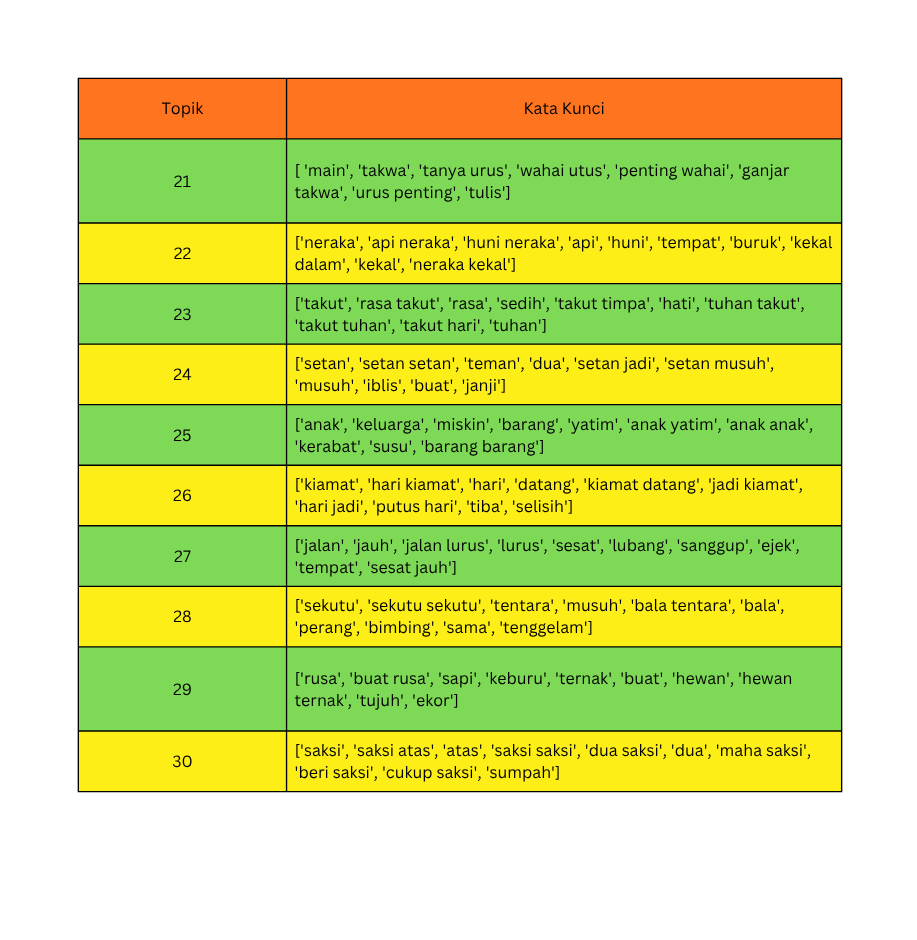 Topik
Kata Kunci
21
[ 'main', 'takwa', 'tanya urus', 'wahai utus', 'penting wahai', 'ganjar
takwa', 'urus penting', 'tulis']
22
['neraka', 'api neraka', 'huni neraka', 'api', 'huni', 'tempat', 'buruk', 'kekal
dalam', 'kekal', 'neraka kekal']
23
['takut', 'rasa takut', 'rasa', 'sedih', 'takut timpa', 'hati', 'tuhan takut',
'takut tuhan', 'takut hari', 'tuhan']
24
['setan', 'setan setan', 'teman', 'dua', 'setan jadi', 'setan musuh',
'musuh', 'iblis', 'buat', 'janji']
25
['anak', 'keluarga', 'miskin', 'barang', 'yatim', 'anak yatim', 'anak anak',
'kerabat', 'susu', 'barang barang']
26
['kiamat', 'hari kiamat', 'hari', 'datang', 'kiamat datang', 'jadi kiamat',
'hari jadi', 'putus hari', 'tiba', 'selisih']
27
['jalan', 'jauh', 'jalan lurus', 'lurus', 'sesat', 'lubang', 'sanggup', 'ejek',
'tempat', 'sesat jauh']
28
['sekutu', 'sekutu sekutu', 'tentara', 'musuh', 'bala tentara', 'bala',
'perang', 'bimbing', 'sama', 'tenggelam']
29
['rusa', 'buat rusa', 'sapi', 'keburu', 'ternak', 'buat', 'hewan', 'hewan
ternak', 'tujuh', 'ekor']
30
['saksi', 'saksi atas', 'atas', 'saksi saksi', 'dua saksi', 'dua', 'maha saksi',
'beri saksi', 'cukup saksi', 'sumpah']